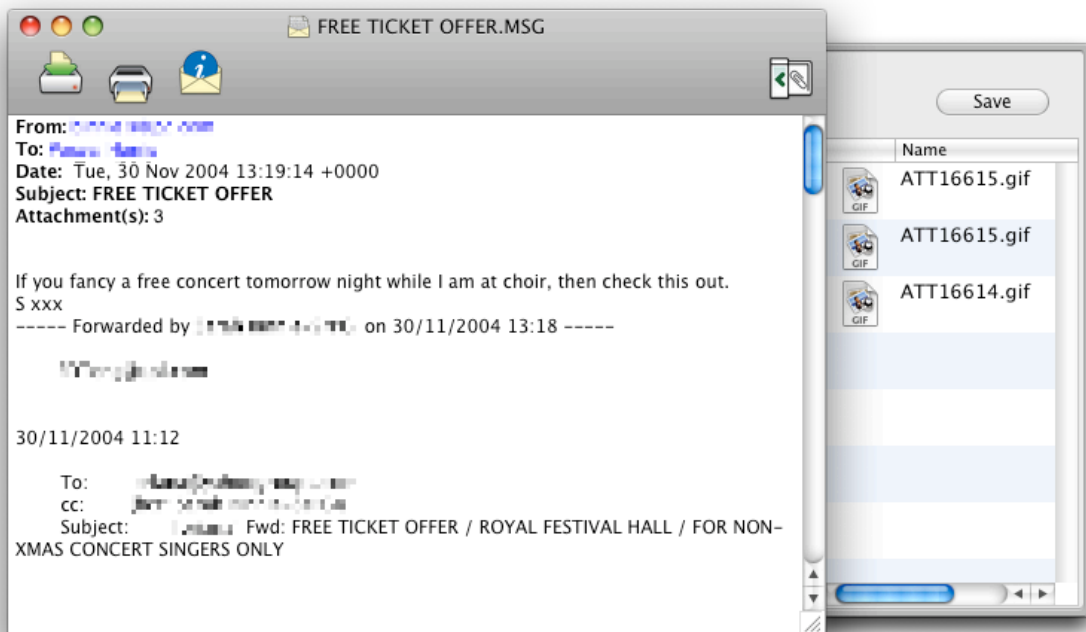 FREE TICKET OFFER.MSG
From:
To:
Date: Tue, 30 Nov 2004 13:19:14 +0000
Subject: FREE TICKET OFFER
Attachment(s): 3
If you fancy a free concert tomorrow night while I am at choir, then check this out.
S xxx
----- Forwarded by on 30/11/2004 13:18 -----
30/11/2004 11:12
To:
cc:
Subject: Fwd: FREE TICKET OFFER / ROYAL FESTIVAL HALL / FOR NON-
XMAS CONCERT SINGERS ONLY
Save
Name
GIF ATT16615.gif
GIF ATT16615.gif
GIF ATT16614.gif